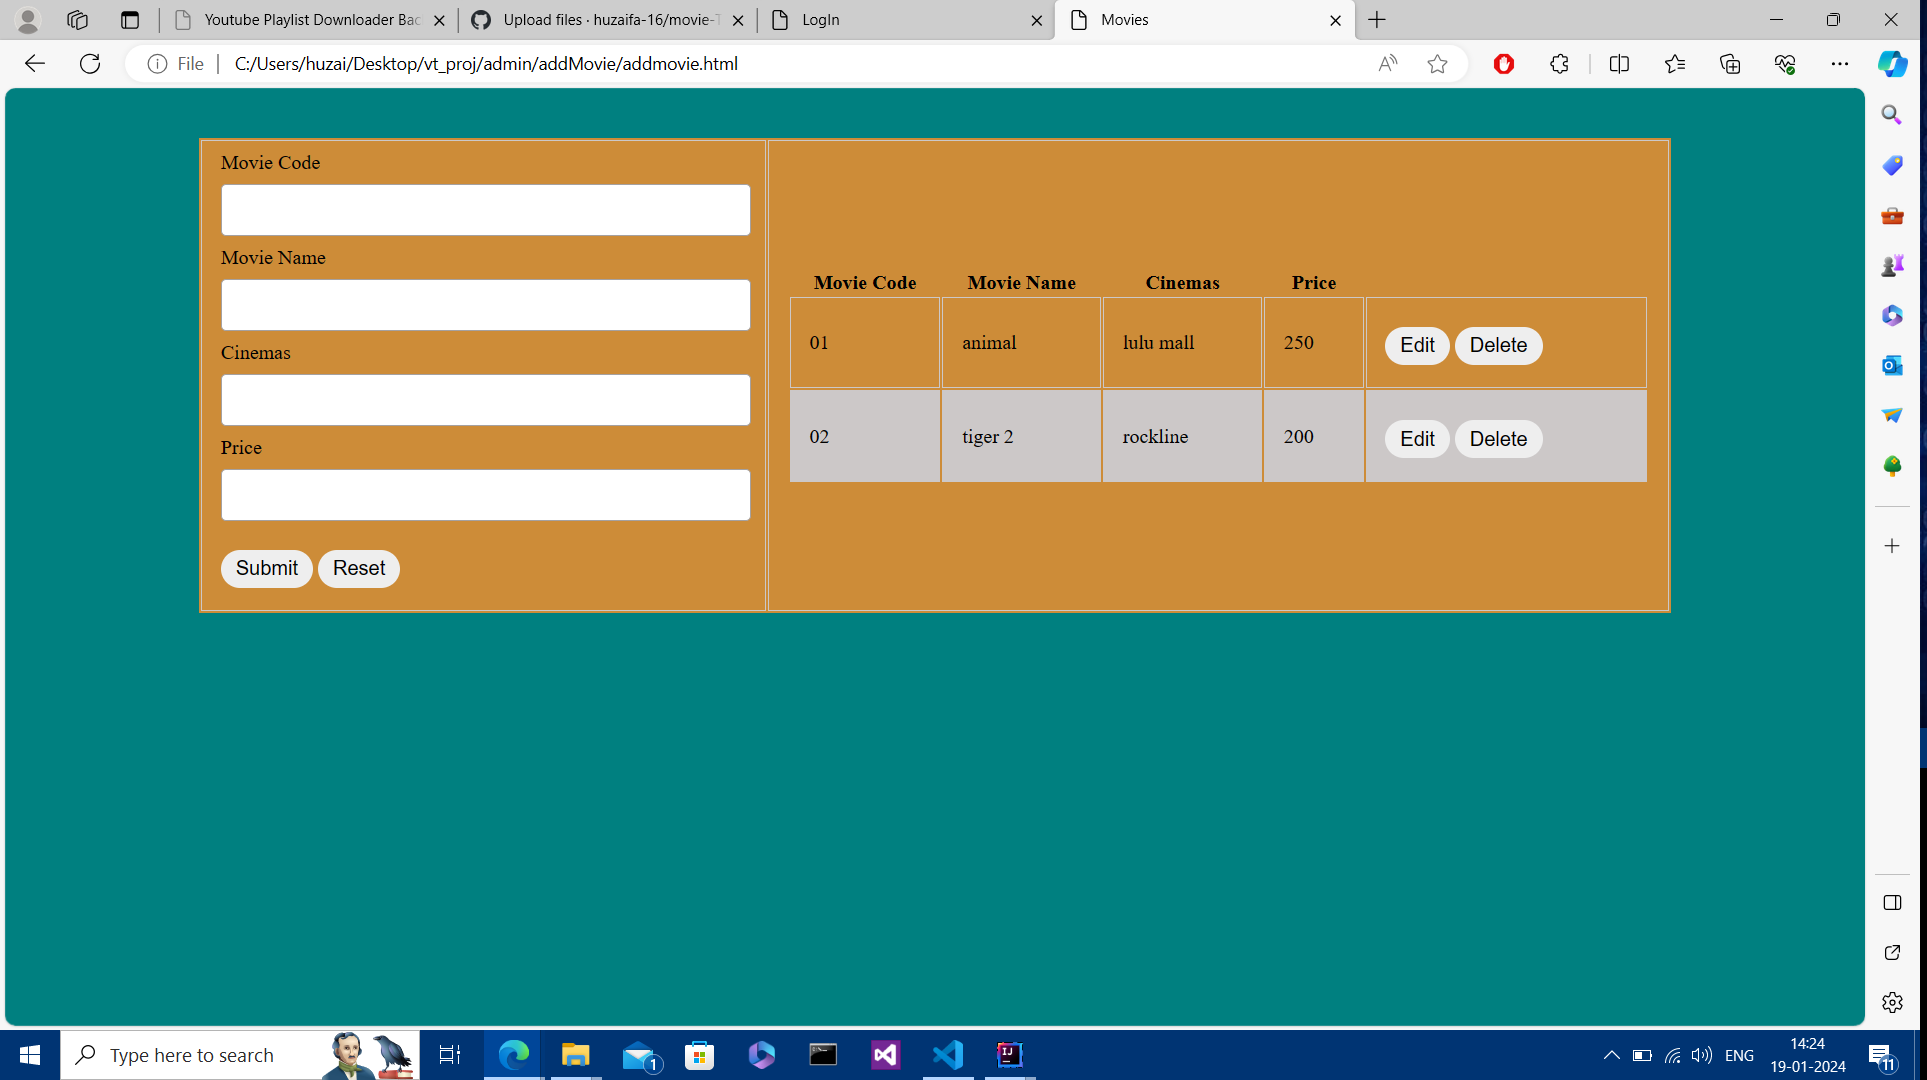 Youtube Playlist Downloader Bac
Upload files · huzaifa-16/movie-T
LogIn
Movies
File
C:/Users/huzai/Desktop/vt_proj/admin/addMovie/addmovie.html
Movie Code
Movie Name
Cinemas
Price
Submit Reset
Movie Code Movie Name Cinemas Price
01 animal lulu mall 250 Edit Delete
02 tiger 2 rockline 200 Edit Delete
Type here to search
1
IJ
ENG
14:24
19-01-2024
11